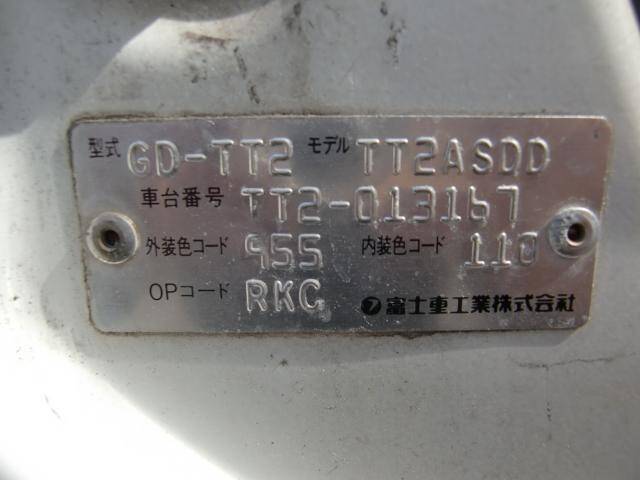 型式 GD-TT2 モデル TT2ASDD
車台番号 TT2-013167
外装色コード 955 内装色コード 110
OPコード RKC 富士重工業株式会社